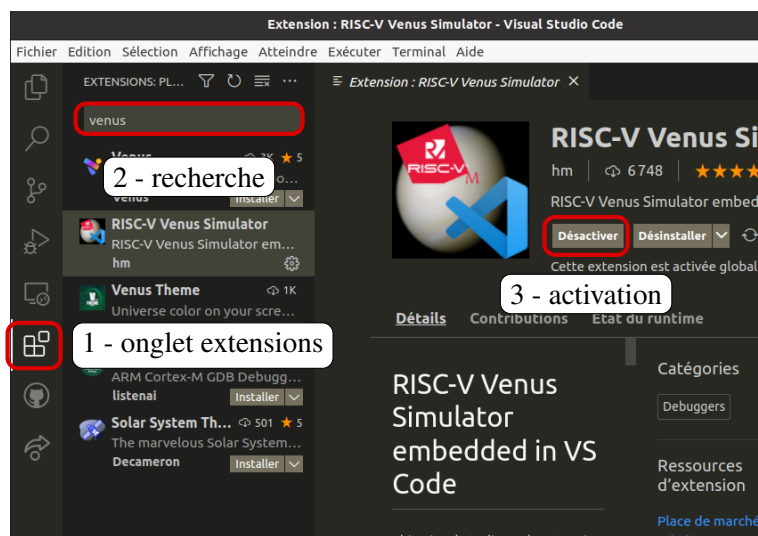 Extension : RISC-V Venus Simulator - Visual Studio Code
Fichier Edition Sélection Affichage Atteindre Exécuter Terminal Aide
EXTENSIONS: PL...
Extension : RISC-V Venus Simulator
venus
Venus 3K ★ 5
2 - recherche
Venus Installer
RISC-V Venus Simulator
RISC-V Venus Simulator em...
hm
Venus Theme 1K
Universe color on your scre...
1 - onglet extensions
ARM Cortex-M GDB Debugg...
listenai Installer
Solar System Th... 501 ★ 5
The marvelous Solar System...
Decameron Installer
RISC-V
M
RISC-V Venus Si
hm 6748 ★★★★
RISC-V Venus Simulator embed
Désactiver Désinstaller
Cette extension est activée global
3 - activation
Détails Contributions État du runtime
RISC-V Venus
Simulator
embedded in VS
Code
Catégories
Debuggers
Ressources
d'extension
Place de marché